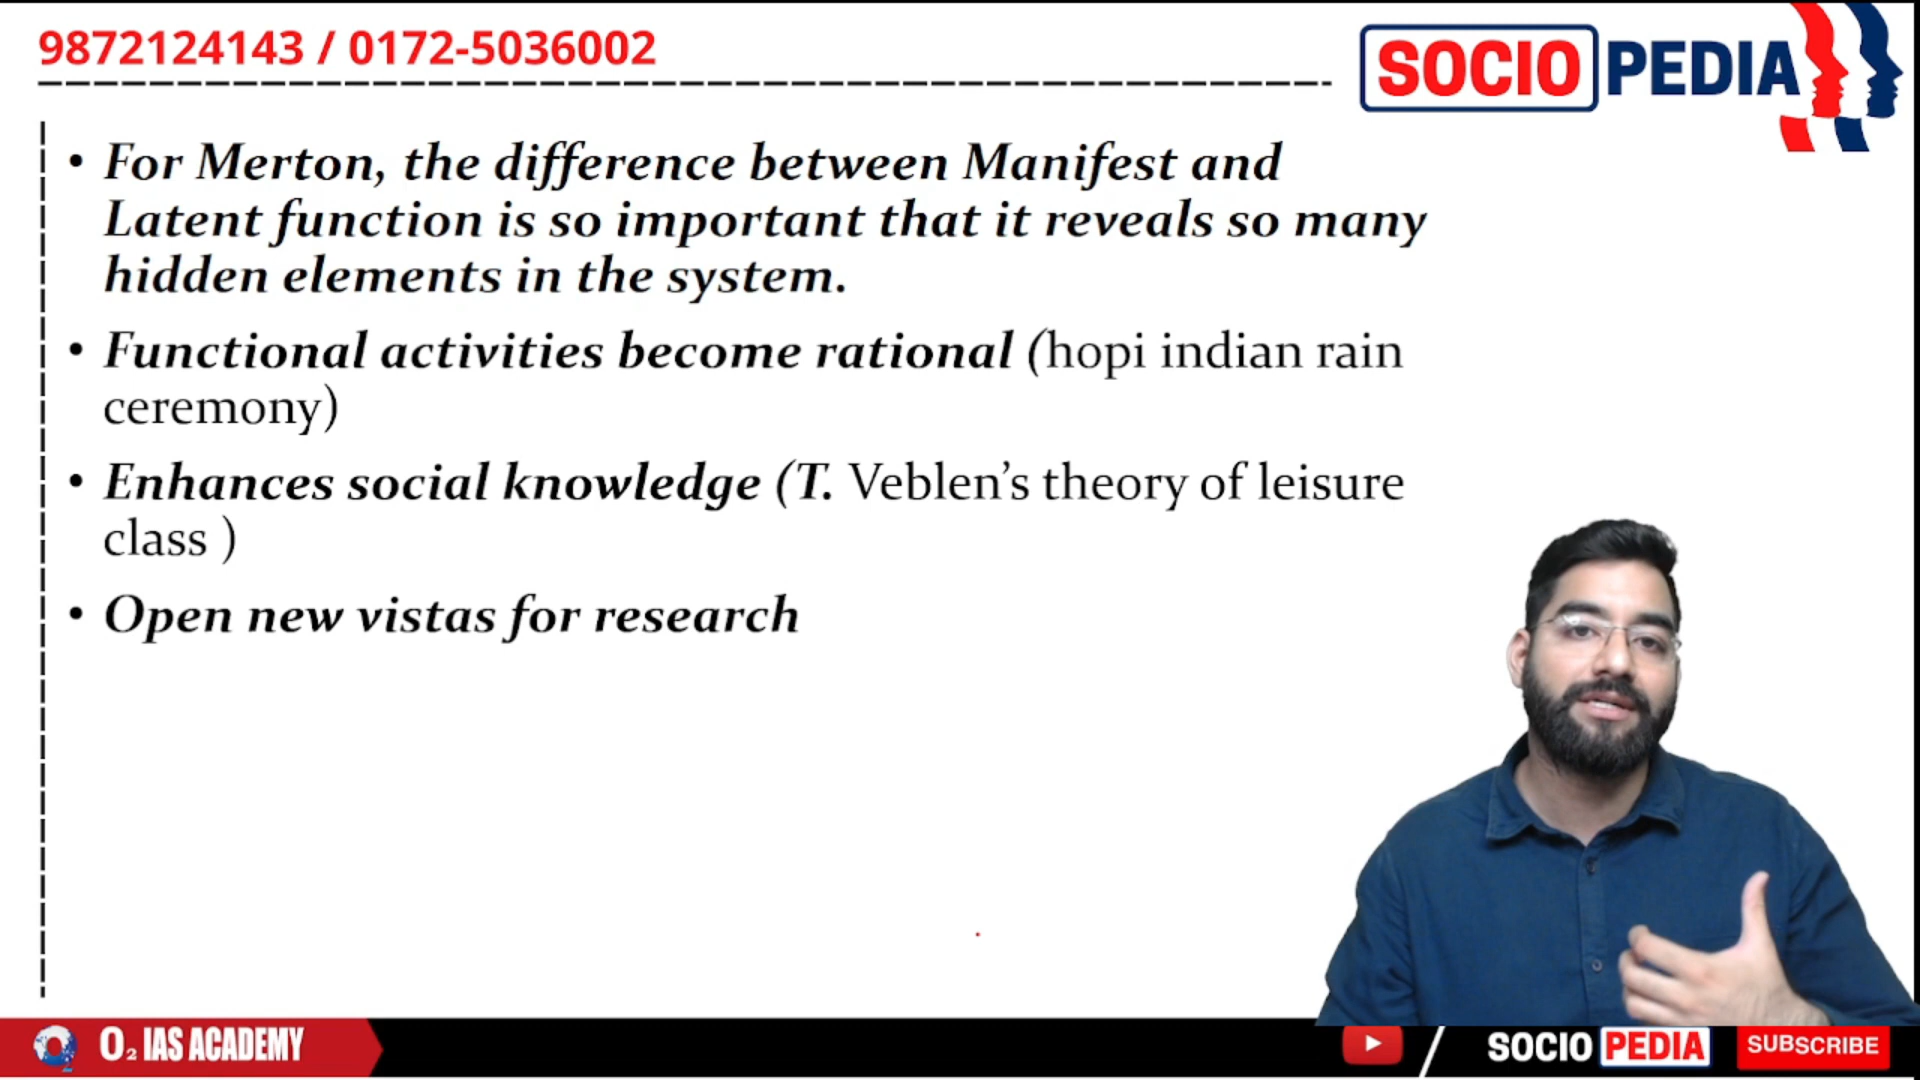 9872124143 / 0172-5036002
SOCIO PEDIA
• For Merton, the difference between Manifest and
Latent function is so important that it reveals so many
hidden elements in the system.
• Functional activities become rational (hopi indian rain
ceremony)
• Enhances social knowledge (T. Veblen’s theory of leisure
class )
• Open new vistas for research
O2 IAS ACADEMY
SOCIO PEDIA
SUBSCRIBE